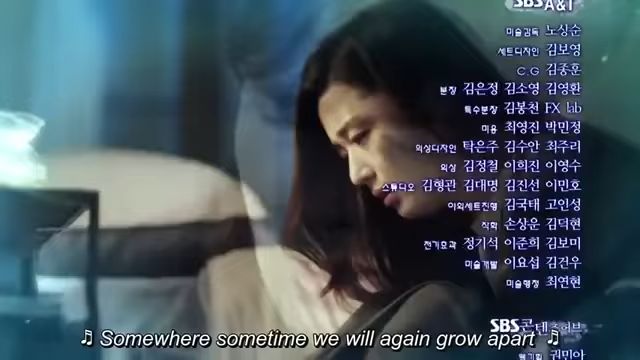 SBS A&T
미술감독 노상순
세트디자인 김보영
C.G 김종훈
분장 김은정 김소영 김영환
특수분장 김봉천 FX lab
미용 최영진 박민정
의상디자인 탁은주 김수안 최주리
의상 김정철 이희진 이영수
스튜디오 김형관 김대명 김진선 이민호
야외세트진행 김국태 고인성
작화 손상운 김덕현
전기효과 정기석 이준희 김보미
미술개발 이요섭 김건우
미술행정 최연현
SBS콘텐츠허브
♫ Somewhere sometime we will again grow apart ♫
권미아